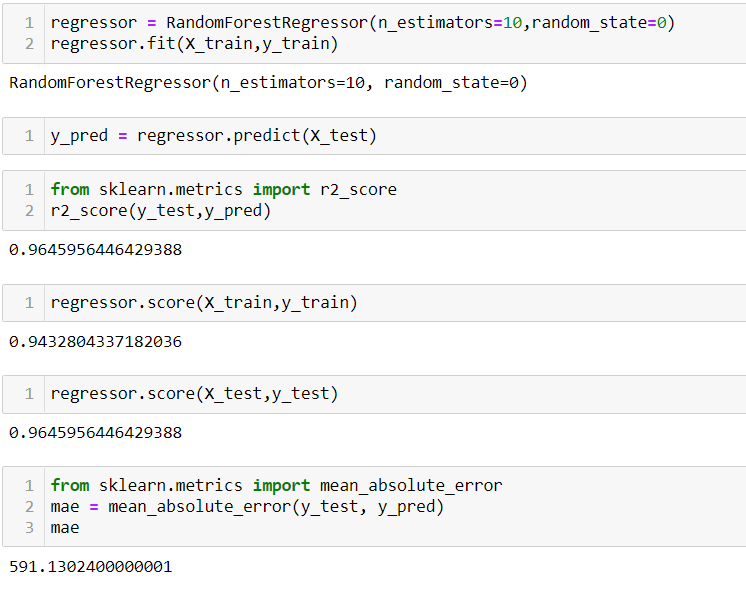 1 regressor = RandomForestRegressor(n_estimators=10,random_state=0)
2 regressor.fit(X_train,y_train)
RandomForestRegressor(n_estimators=10, random_state=0)
1 y_pred = regressor.predict(X_test)
1 from sklearn.metrics import r2_score
2 r2_score(y_test,y_pred)
0.9645956446429388
1 regressor.score(X_train,y_train)
0.9432804337182036
1 regressor.score(X_test,y_test)
0.9645956446429388
1 from sklearn.metrics import mean_absolute_error
2 mae = mean_absolute_error(y_test, y_pred)
3 mae
591.1302400000001